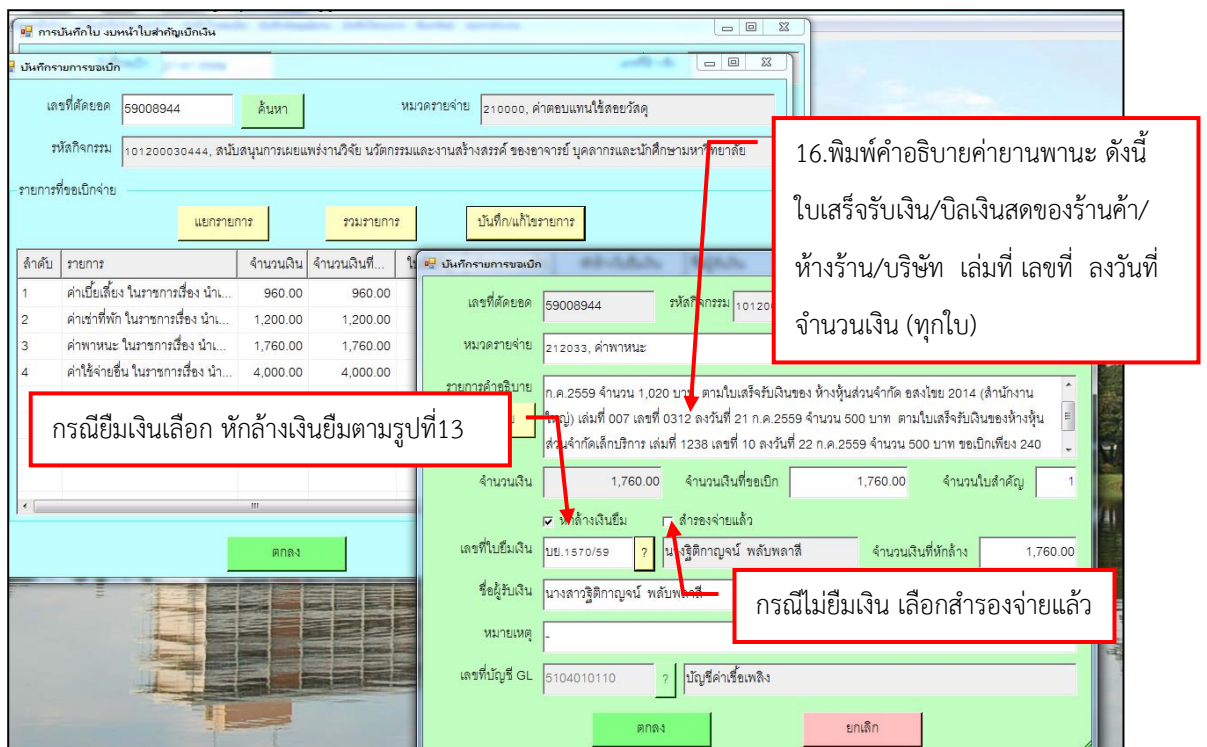 การบันทึกใบ งบหน้าใบสำคัญเบิกเงิน
บันทึกรายการขอเบิก
เลขที่ตัดยอด 59008944 ค้นหา หมวดรายจ่าย 210000, ค่าตอบแทนใช้สอยวัสดุ
รหัสกิจกรรม 101200030444, สนับสนุนการเผยแพร่งานวิจัย นวัตกรรมและงานสร้างสรรค์ ของอาจารย์ บุคลากรและนักศึกษามหาวิทยาลัย
รายการที่ขอเบิกจ่าย
แยกรายการ รวมรายการ บันทึก/แก้ไขรายการ
ลำดับ รายการ จำนวนเงิน จำนวนเงินที่...
1 ค่าเบี้ยเลี้ยง ในราชการเรื่อง นำเ... 960.00 960.00
2 ค่าเช่าที่พัก ในราชการเรื่อง นำเ... 1,200.00 1,200.00
3 ค่าพาหนะ ในราชการเรื่อง นำเ... 1,760.00 1,760.00
4 ค่าใช้จ่ายอื่น ในราชการเรื่อง นำ... 4,000.00 4,000.00
ตกลง
16.พิมพ์คำอธิบายค่ายานพานะ ดังนี้
ใบเสร็จรับเงิน/บิลเงินสดของร้านค้า/
ห้างร้าน/บริษัท เล่มที่ เลขที่ ลงวันที่
จำนวนเงิน (ทุกใบ)
กรณียืมเงินเลือก หักล้างเงินยืมตามรูปที่13
บันทึกรายการขอเบิก
เลขที่ตัดยอด 59008944 รหัสกิจกรรม 10120
หมวดรายจ่าย 212033, ค่าพาหนะ
รายการคำอธิบาย
ก.ค.2559 จำนวน 1,020 บาท ตามใบเสร็จรับเงินของ ห้างหุ้นส่วนจำกัด อสงไขย 2014 (สำนักงาน
ใหญ่) เล่มที่ 007 เลขที่ 0312 ลงวันที่ 21 ก.ค.2559 จำนวน 500 บาท ตามใบเสร็จรับเงินของห้างหุ้น
ส่วนจำกัดเล็กบริการ เล่มที่ 1238 เลขที่ 10 ลงวันที่ 22 ก.ค.2559 จำนวน 500 บาท ขอเบิกเพียง 240
จำนวนเงิน 1,760.00 จำนวนเงินที่ขอเบิก 1,760.00 จำนวนใบสำคัญ 1
หักล้างเงินยืม สำรองจ่ายแล้ว
เลขที่ใบยืมเงิน บย.1570/59 ? นางฐิติกาญจน์ พลับพลาสี จำนวนเงินที่หักล้าง 1,760.00
ชื่อผู้รับเงิน นางสาวฐิติกาญจน์ พลับพลาสี
กรณีไม่ยืมเงิน เลือกสำรองจ่ายแล้ว
หมายเหตุ -
เลขที่บัญชี GL 5104010110 ? บัญชีค่าเชื้อเพลิง
ตกลง ยกเลิก